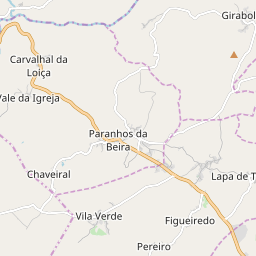 Girabol
Carvalhal da
Loiça
Vale da Igreja
Paranhos da
Beira
Chaveiral
Lapa de T
Vila Verde
Figueiredo
Pereiro